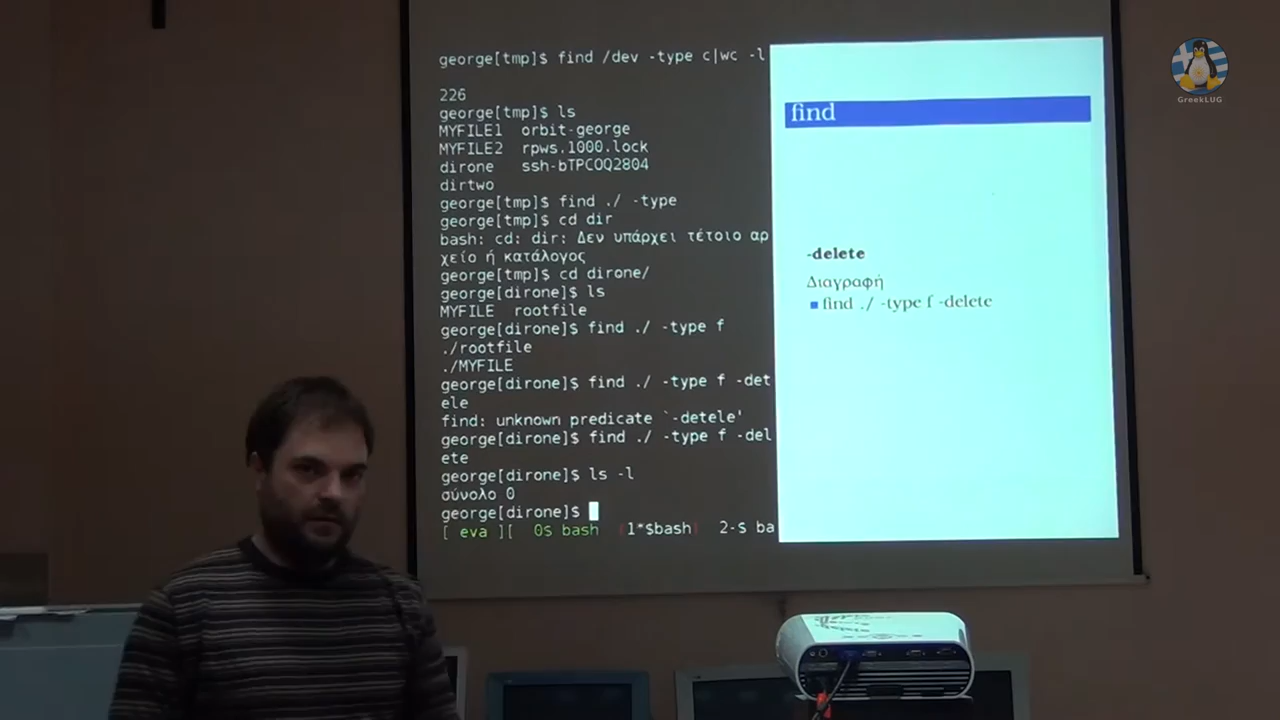 george[tmp]$ find /dev -type c|wc -l
226
george[tmp]$ ls
MYFILE1 orbit-george
MYFILE2 rpws.1000.lock
dirone ssh-bTPCOQ2804
dirtwo
george[tmp]$ find ./ -type
george[tmp]$ cd dir
bash: cd: dir: Δεν υπάρχει τέτοιο αρ
χείο ή κατάλογος
george[tmp]$ cd dirone/
george[dirone]$ ls
MYFILE rootfile
george[dirone]$ find ./ -type f
./rootfile
./MYFILE
george[dirone]$ find ./ -type f -det
ele
find: unknown predicate `-detele'
george[dirone]$ find ./ -type f -del
ete
george[dirone]$ ls -l
σύνολο 0
george[dirone]$
[ eva ][ 0$ bash (1*$bash) 2-$ ba
find
-delete
Διαγραφή
find ./ -type f -delete
GreekLUG